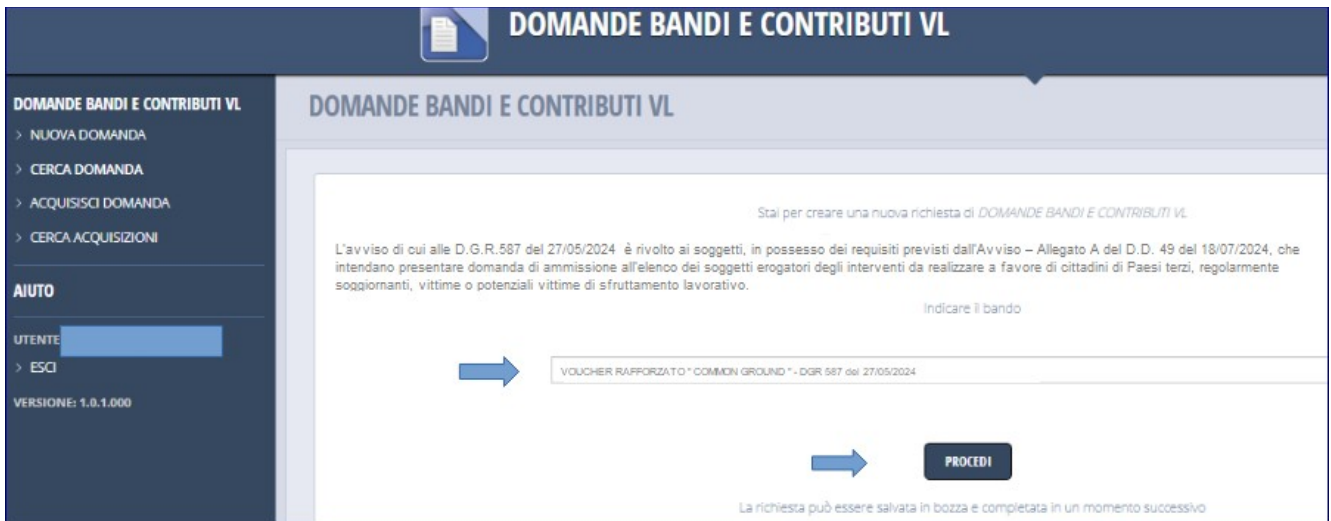 DOMANDE BANDI E CONTRIBUTI VL
DOMANDE BANDI E CONTRIBUTI VL
> NUOVA DOMANDA
> CERCA DOMANDA
> ACQUISISCI DOMANDA
> CERCA ACQUISIZIONI
AIUTO
UTENTE
> ESCI
VERSIONE: 1.0.1.000
DOMANDE BANDI E CONTRIBUTI VL
Stai per creare una nuova richiesta di DOMANDE BANDI E CONTRIBUTI VL
L'avviso di cui alle D.G.R.587 del 27/05/2024 è rivolto ai soggetti, in possesso dei requisiti previsti dall'Avviso – Allegato A del D.D. 49 del 18/07/2024, che
intendano presentare domanda di ammissione all'elenco dei soggetti erogatori degli interventi da realizzare a favore di cittadini di Paesi terzi, regolarmente
soggiornanti, vittime o potenziali vittime di sfruttamento lavorativo.
Indicare il bando
VOUCHER RAFFORZATO " COMMON GROUND " - DGR 587 del 27/05/2024
PROCEDI
La richiesta può essere salvata in bozza e completata in un momento successivo